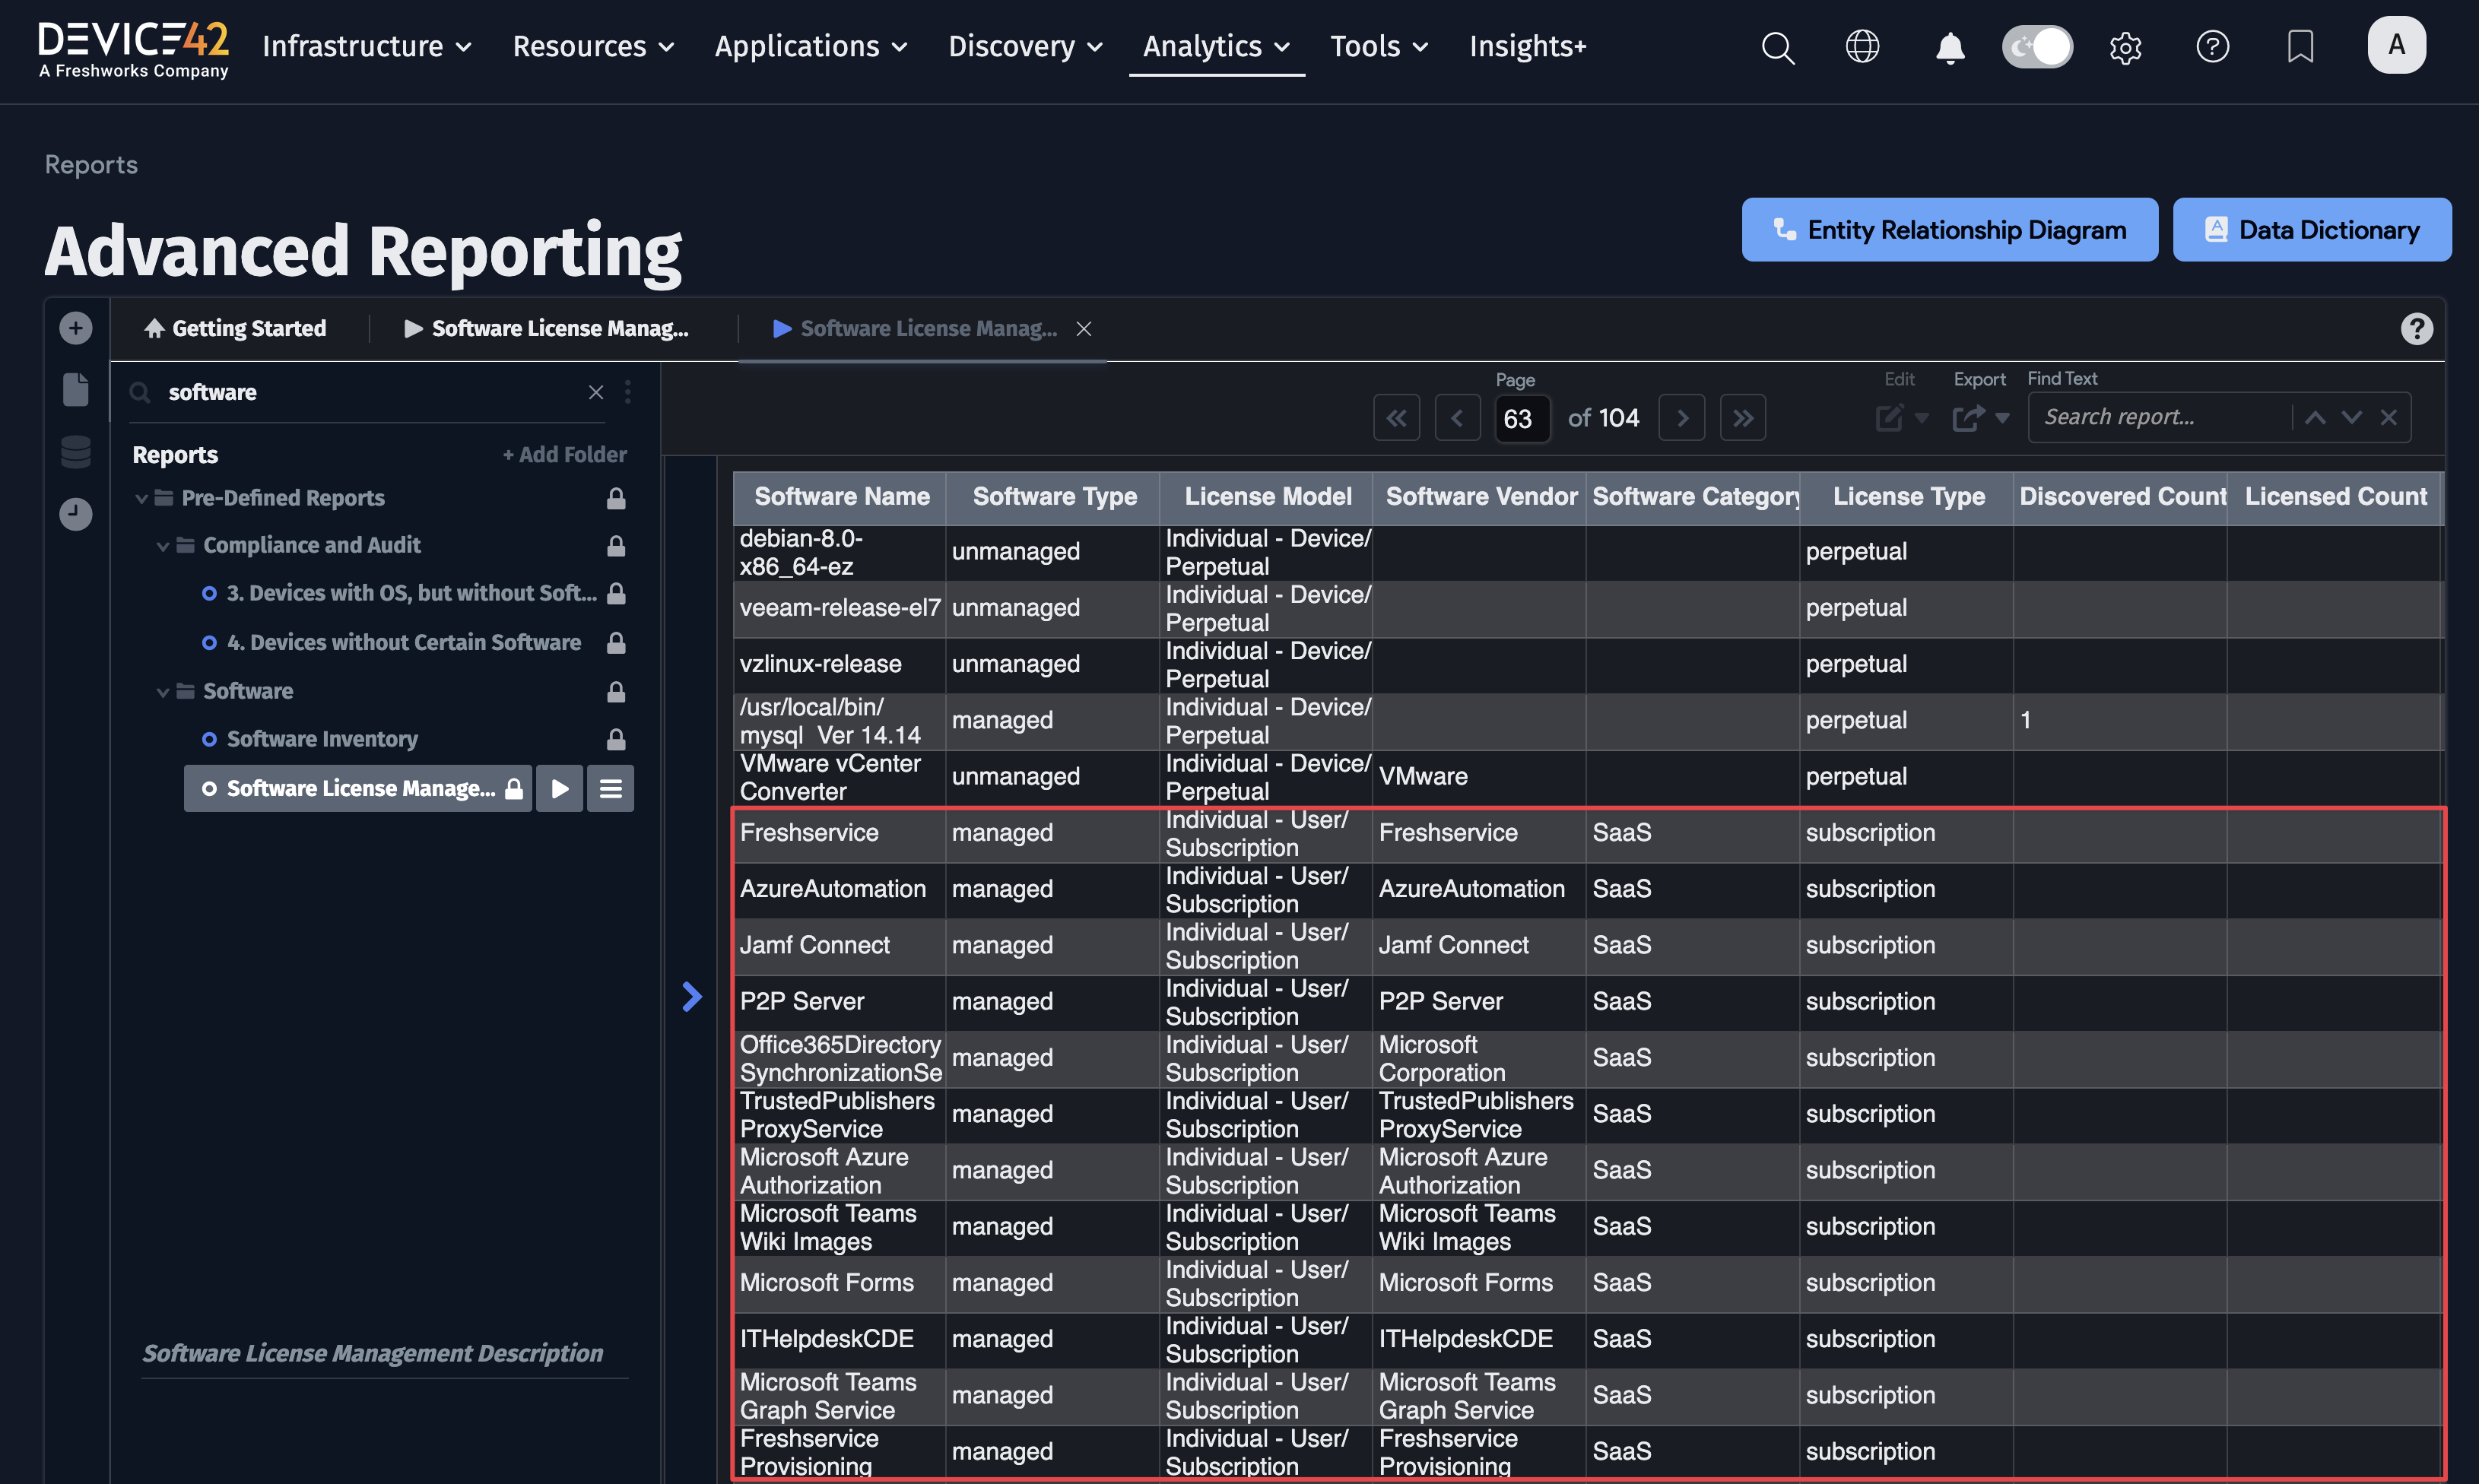 DEVICE42
A Freshworks Company
Infrastructure
Resources
Applications
Discovery
Analytics
Tools
Insights+
A
Reports
Advanced Reporting
Entity Relationship Diagram
Data Dictionary
Getting Started
Software License Manag...
Software License Manag...
software
Reports
+ Add Folder
Pre-Defined Reports
Compliance and Audit
3. Devices with OS, but without Soft...
4. Devices without Certain Software
Software
Software Inventory
Software License Manage...
Software License Management Description
Page
63 of 104
Edit
Export
Find Text
Search report...
Software Name Software Type License Model Software Vendor Software Category License Type Discovered Count Licensed Count
debian-8.0-
x86_64-ez
unmanaged
Individual - Device/
Perpetual
perpetual
veeam-release-el7
unmanaged
Individual - Device/
Perpetual
perpetual
vzlinux-release
unmanaged
Individual - Device/
Perpetual
perpetual
/usr/local/bin/
mysql Ver 14.14
managed
Individual - Device/
Perpetual
perpetual
1
VMware vCenter
Converter
unmanaged
Individual - Device/
Perpetual
VMware
perpetual
Freshservice
managed
Individual - User/
Subscription
Freshservice
SaaS
subscription
AzureAutomation
managed
Individual - User/
Subscription
AzureAutomation
SaaS
subscription
Jamf Connect
managed
Individual - User/
Subscription
Jamf Connect
SaaS
subscription
P2P Server
managed
Individual - User/
Subscription
P2P Server
SaaS
subscription
Office365Directory
SynchronizationSe
managed
Individual - User/
Subscription
Microsoft
Corporation
SaaS
subscription
TrustedPublishers
ProxyService
managed
Individual - User/
Subscription
TrustedPublishers
ProxyService
SaaS
subscription
Microsoft Azure
Authorization
managed
Individual - User/
Subscription
Microsoft Azure
Authorization
SaaS
subscription
Microsoft Teams
Wiki Images
managed
Individual - User/
Subscription
Microsoft Teams
Wiki Images
SaaS
subscription
Microsoft Forms
managed
Individual - User/
Subscription
Microsoft Forms
SaaS
subscription
ITHelpdeskCDE
managed
Individual - User/
Subscription
ITHelpdeskCDE
SaaS
subscription
Microsoft Teams
Graph Service
managed
Individual - User/
Subscription
Microsoft Teams
Graph Service
SaaS
subscription
Freshservice
Provisioning
managed
Individual - User/
Subscription
Freshservice
Provisioning
SaaS
subscription